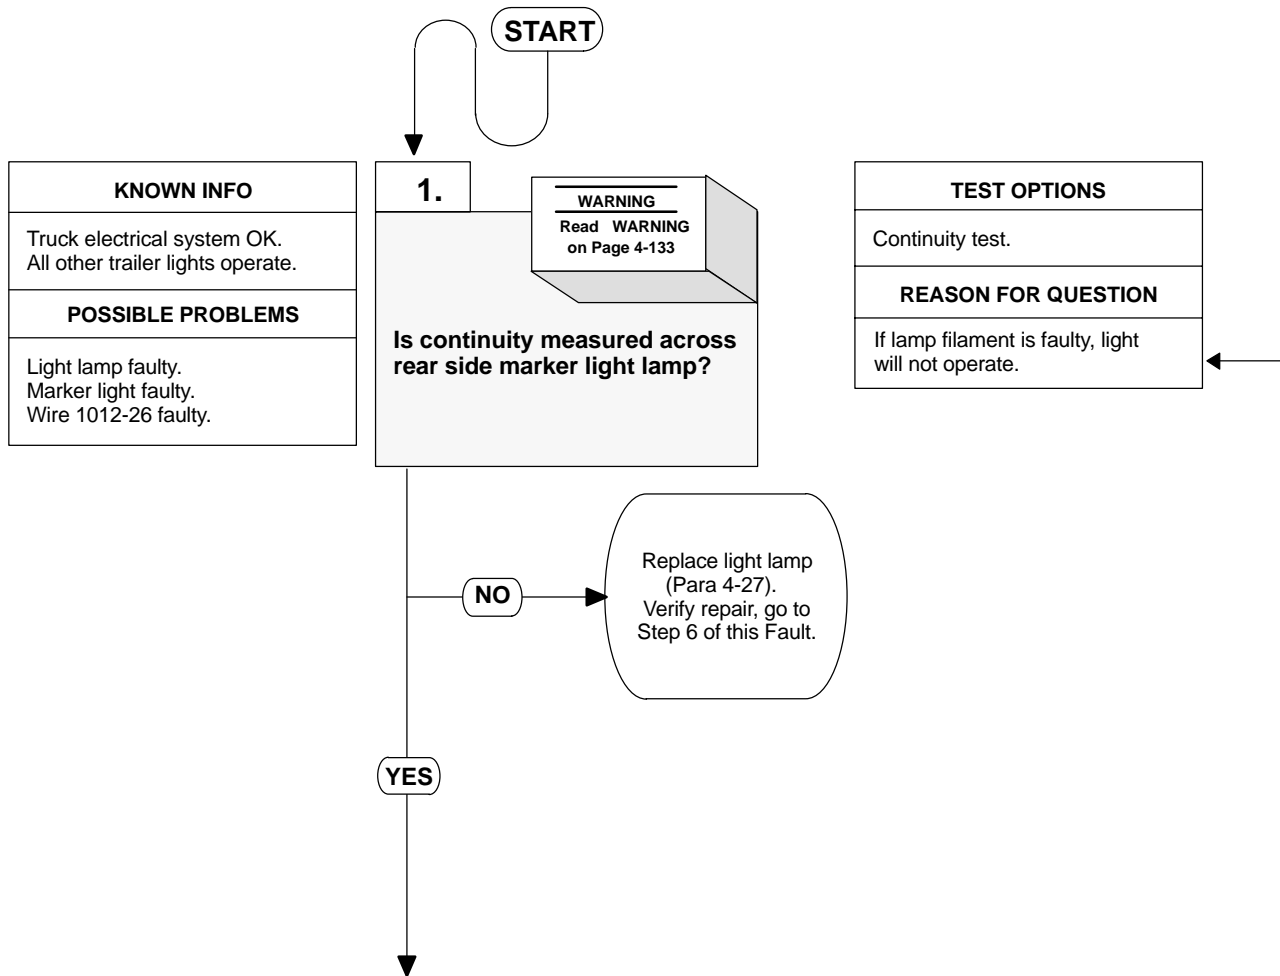 START
KNOWN INFO
Truck electrical system OK.
All other trailer lights operate.
POSSIBLE PROBLEMS
Light lamp faulty.
Marker light faulty.
Wire 1012-26 faulty.
1.
WARNING
Read WARNING
on Page 4-133
Is continuity measured across
rear side marker light lamp?
TEST OPTIONS
Continuity test.
REASON FOR QUESTION
If lamp filament is faulty, light
will not operate.
NO
Replace light lamp
(Para 4-27).
Verify repair, go to
Step 6 of this Fault.
YES